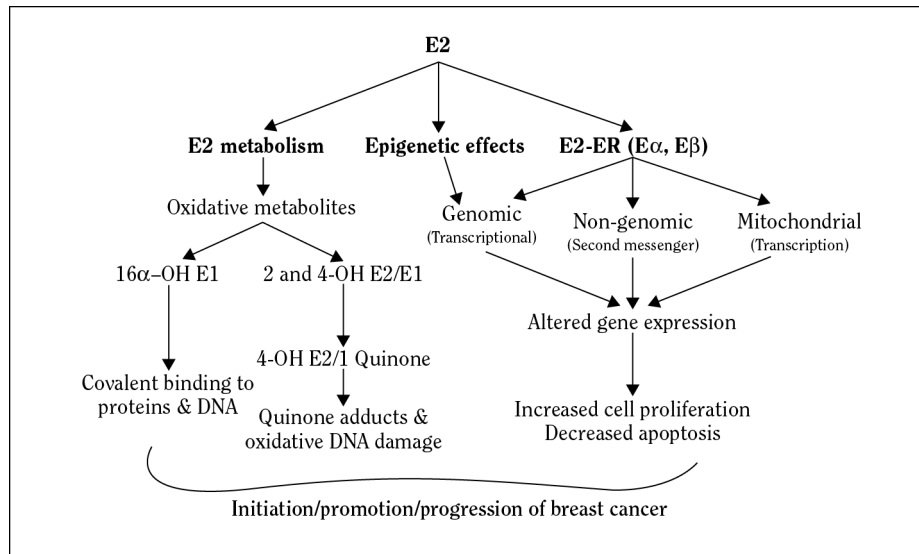 E2
E2 metabolism
Epigenetic effects
E2-ER (Eα, Eβ)
Oxidative metabolites
Genomic
(Transcriptional)
Non-genomic
(Second messenger)
Mitochondrial
(Transcription)
16α–OH E1
2 and 4-OH E2/E1
Altered gene expression
4-OH E2/1 Quinone
Covalent binding to
proteins & DNA
Quinone adducts &
oxidative DNA damage
Increased cell proliferation
Decreased apoptosis
Initiation/promotion/progression of breast cancer